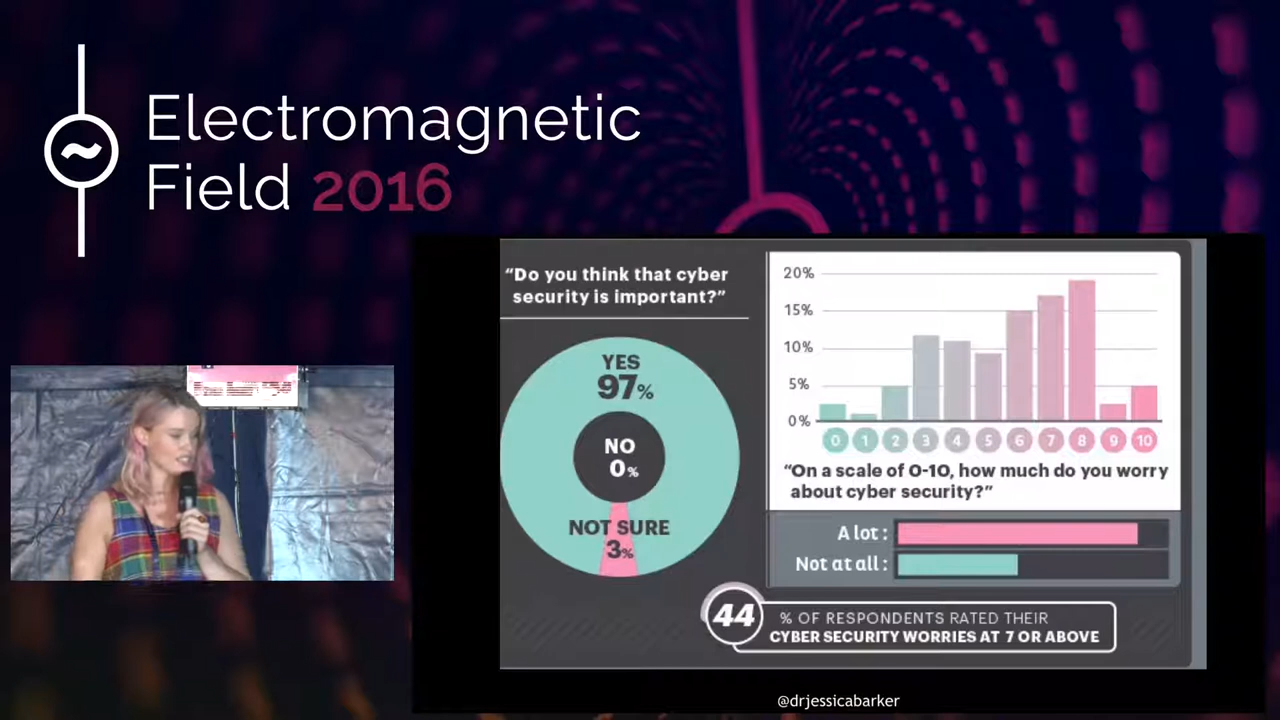 Electromagnetic
Field 2016
“Do you think that cyber
security is important?”
YES
97%
NO
0%
NOT SURE
3%
20%
15%
10%
5%
0%
0 1 2 3 4 5 6 7 8 9 10
“On a scale of 0-10, how much do you worry
about cyber security?”
A lot :
Not at all :
44
% OF RESPONDENTS RATED THEIR
CYBER SECURITY WORRIES AT 7 OR ABOVE
@drjessicabarker